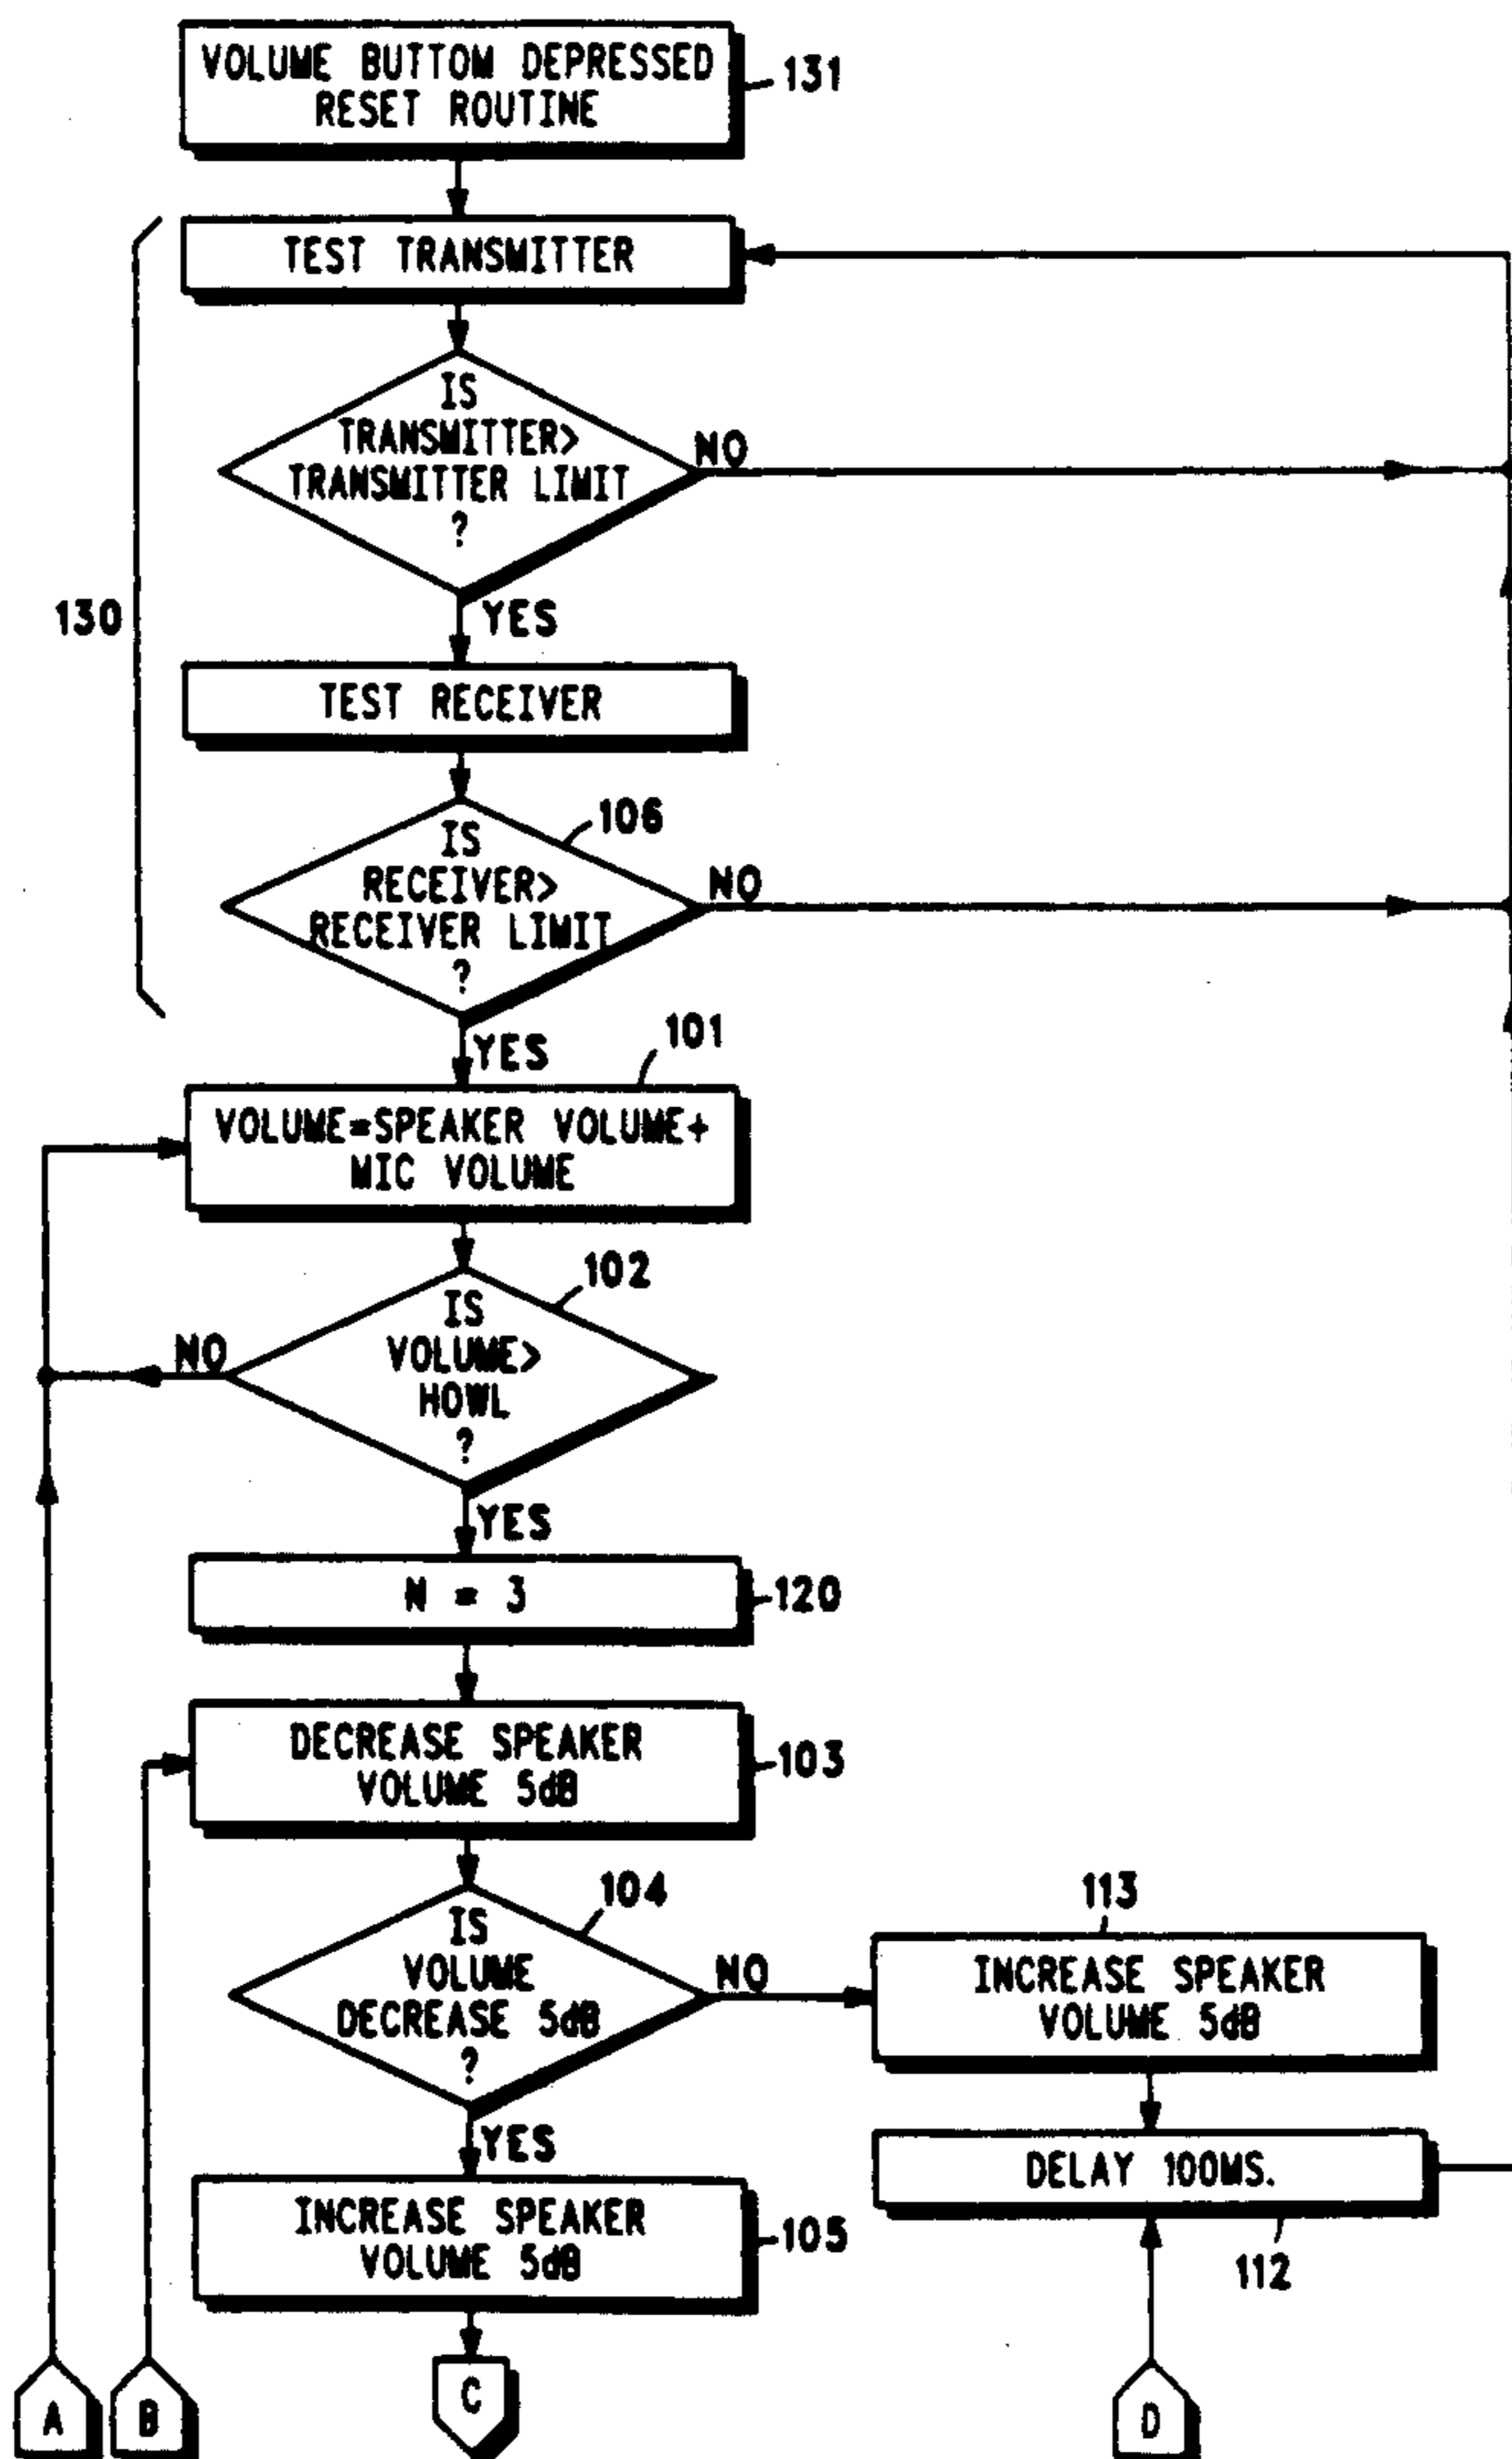 VOLUME BUTTOM DEPRESSED
RESET ROUTINE
131
TEST TRANSMITTER
IS
TRANSMITTER>
TRANSMITTER LIMIT
?
NO
130
YES
TEST RECEIVER
106
IS
RECEIVER>
RECEIVER LIMIT
?
NO
YES
101
VOLUME=SPEAKER VOLUME+
MIC VOLUME
102
IS
VOLUME>
HOWL
?
NO
YES
N = 3
120
DECREASE SPEAKER
VOLUME 5dB
103
104
IS
VOLUME
DECREASE 5dB
?
NO
113
INCREASE SPEAKER
VOLUME 5dB
YES
DELAY 100MS.
112
INCREASE SPEAKER
VOLUME 5dB
105
A
B
C
D